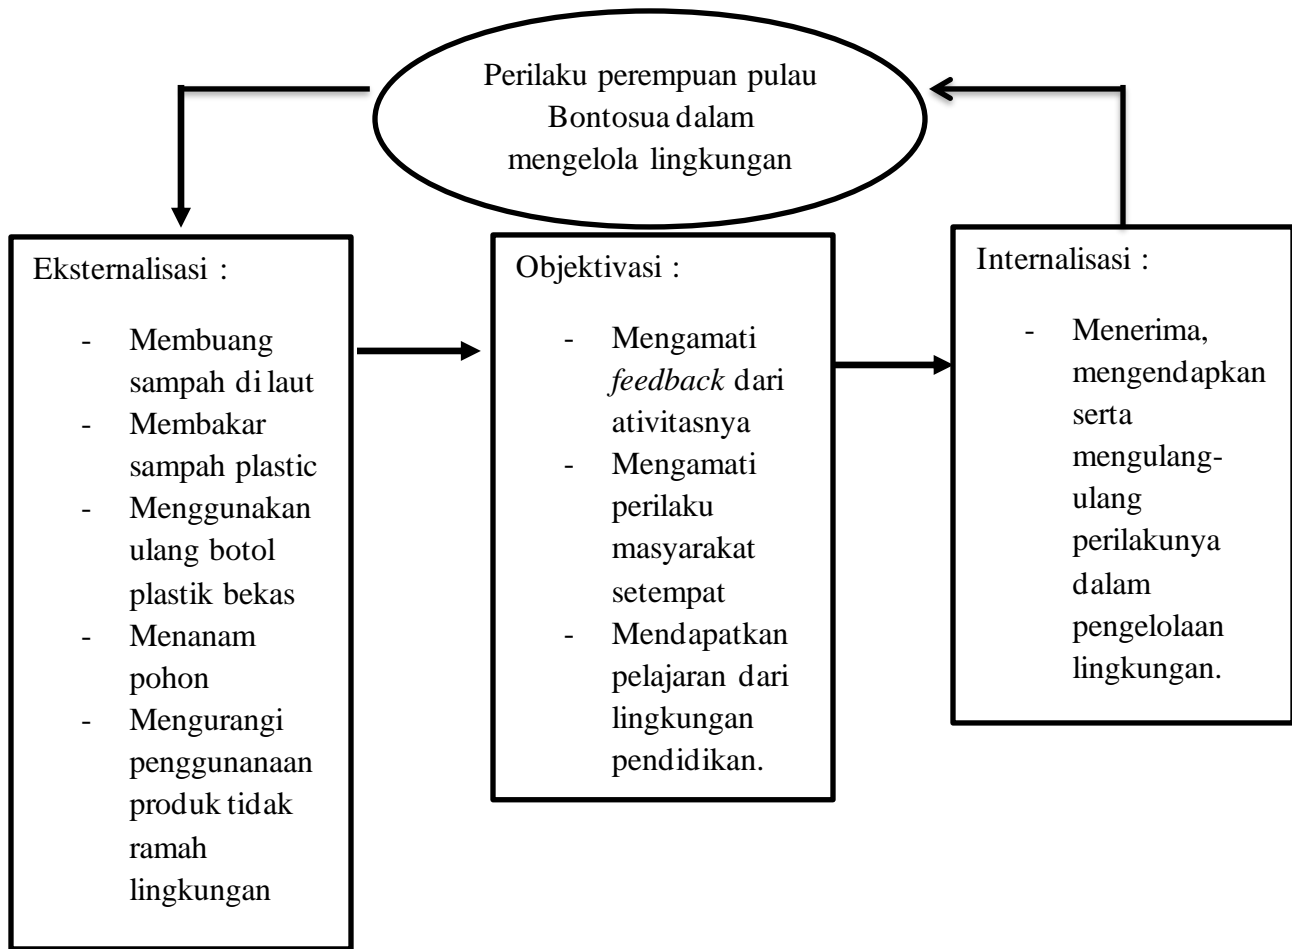 Perilaku perempuan pulau
Bontosua dalam
mengelola lingkungan
Eksternalisasi :
- Membuang
sampah di laut
- Membakar
sampah plastic
- Menggunakan
ulang botol
plastik bekas
- Menanam
pohon
- Mengurangi
penggunanaan
produk tidak
ramah
lingkungan
Objektivasi :
- Mengamati
feedback dari
ativitasnya
- Mengamati
perilaku
masyarakat
setempat
- Mendapatkan
pelajaran dari
lingkungan
pendidikan.
Internalisasi :
- Menerima,
mengendapkan
serta
mengulang-
ulang
perilakunya
dalam
pengelolaan
lingkungan.